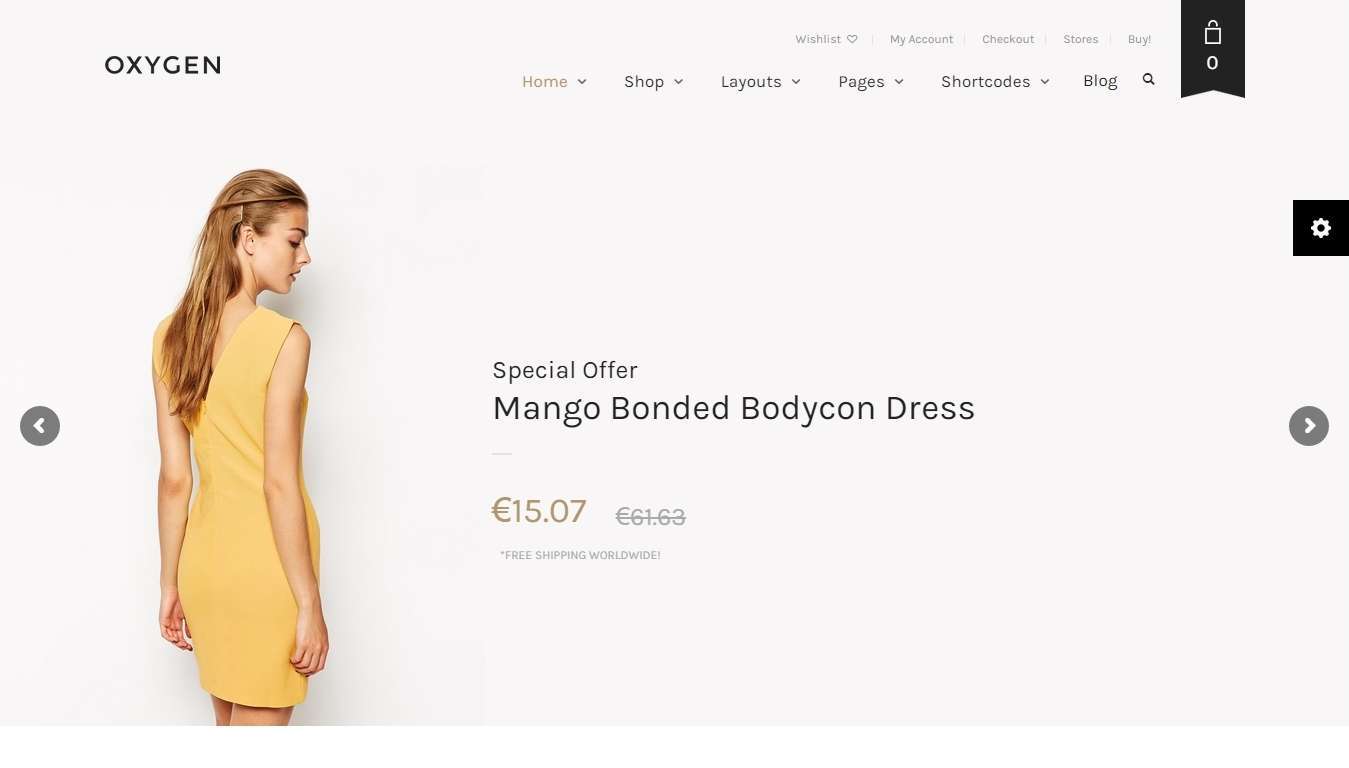 Wishlist
My Account
Checkout
Stores
Buy!
OXYGEN
Home
Shop
Layouts
Pages
Shortcodes
Blog
0
Special Offer
Mango Bonded Bodycon Dress
€15.07
€61.63
*FREE SHIPPING WORLDWIDE!